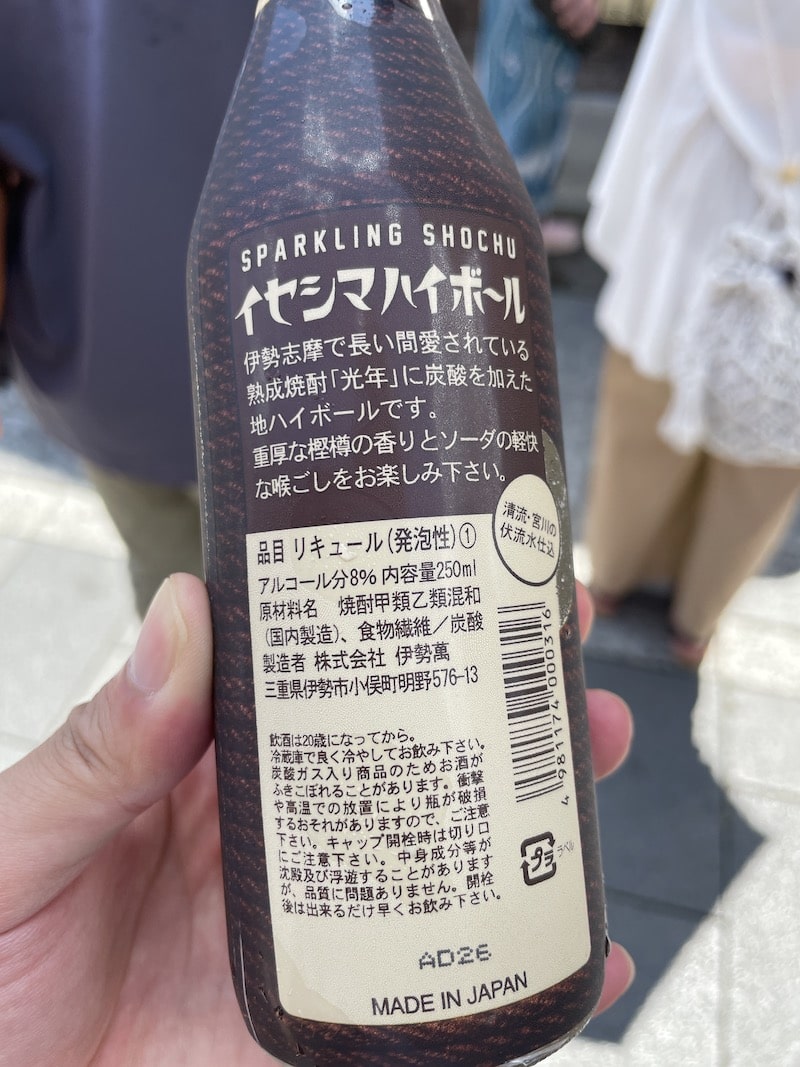 SPARKLING SHOCHU
イセシマハイボール
伊勢志摩で長い間愛されている
熟成焼酎「光年」に炭酸を加えた
地ハイボールです。
重厚な樫樽の香りとソーダの軽快
な喉ごしをお楽しみ下さい。
清流・宮川の
伏流水仕込
品目 リキュール(発泡性)①
アルコール分8% 内容量250ml
原材料名 焼酎甲類乙類混和
(国内製造)、食物繊維/炭酸
製造者 株式会社 伊勢萬
三重県伊勢市小俣町明野576-13
4 981174 000316
飲酒は20歳になってから。
冷蔵庫で良く冷やしてお飲み下さい。
炭酸ガス入り商品のためお酒が
ふきこぼれることがあります。衝撃
や高温での放置により瓶が破損
するおそれがありますので、ご注意
下さい。キャップ開栓時は切り口
にご注意下さい。中身成分等が
沈殿及び浮遊することがあります
が、品質に問題ありません。開栓
後は出来るだけ早くお飲み下さい。
プラ
ラベル
AD26
MADE IN JAPAN